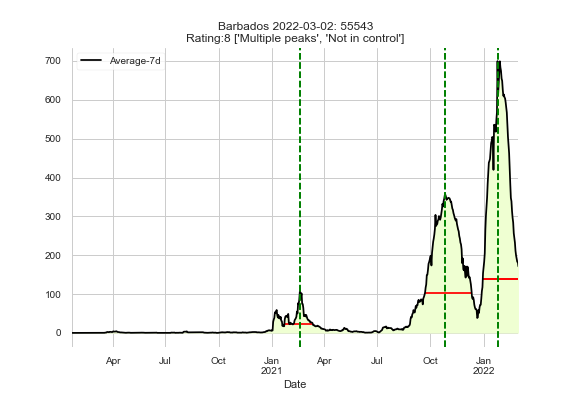 Barbados 2022-03-02: 55543
Rating:8 ['Multiple peaks', 'Not in control']
Average-7d
700
600
500
400
300
200
100
0
Apr Jul Oct Jan Apr Jul Oct Jan
2021 2022
Date